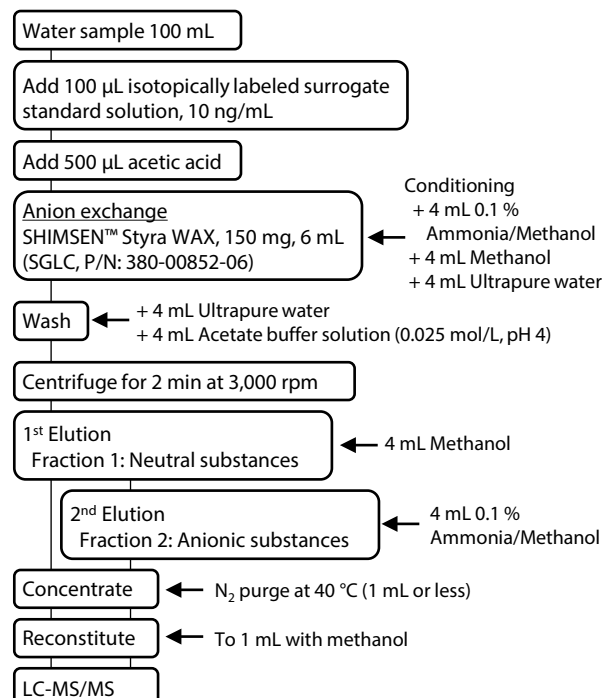 Water sample 100 mL
Add 100 µL isotopically labeled surrogate
standard solution, 10 ng/mL
Add 500 µL acetic acid
Anion exchange
SHIMSEN™ Styra WAX, 150 mg, 6 mL
(SGLC, P/N: 380-00852-06)
Conditioning
+ 4 mL 0.1 %
Ammonia/Methanol
+ 4 mL Methanol
+ 4 mL Ultrapure water
Wash
+ 4 mL Ultrapure water
+ 4 mL Acetate buffer solution (0.025 mol/L, pH 4)
Centrifuge for 2 min at 3,000 rpm
1st Elution
Fraction 1: Neutral substances
4 mL Methanol
2nd Elution
Fraction 2: Anionic substances
4 mL 0.1 %
Ammonia/Methanol
Concentrate
N2 purge at 40 °C (1 mL or less)
Reconstitute
To 1 mL with methanol
LC-MS/MS